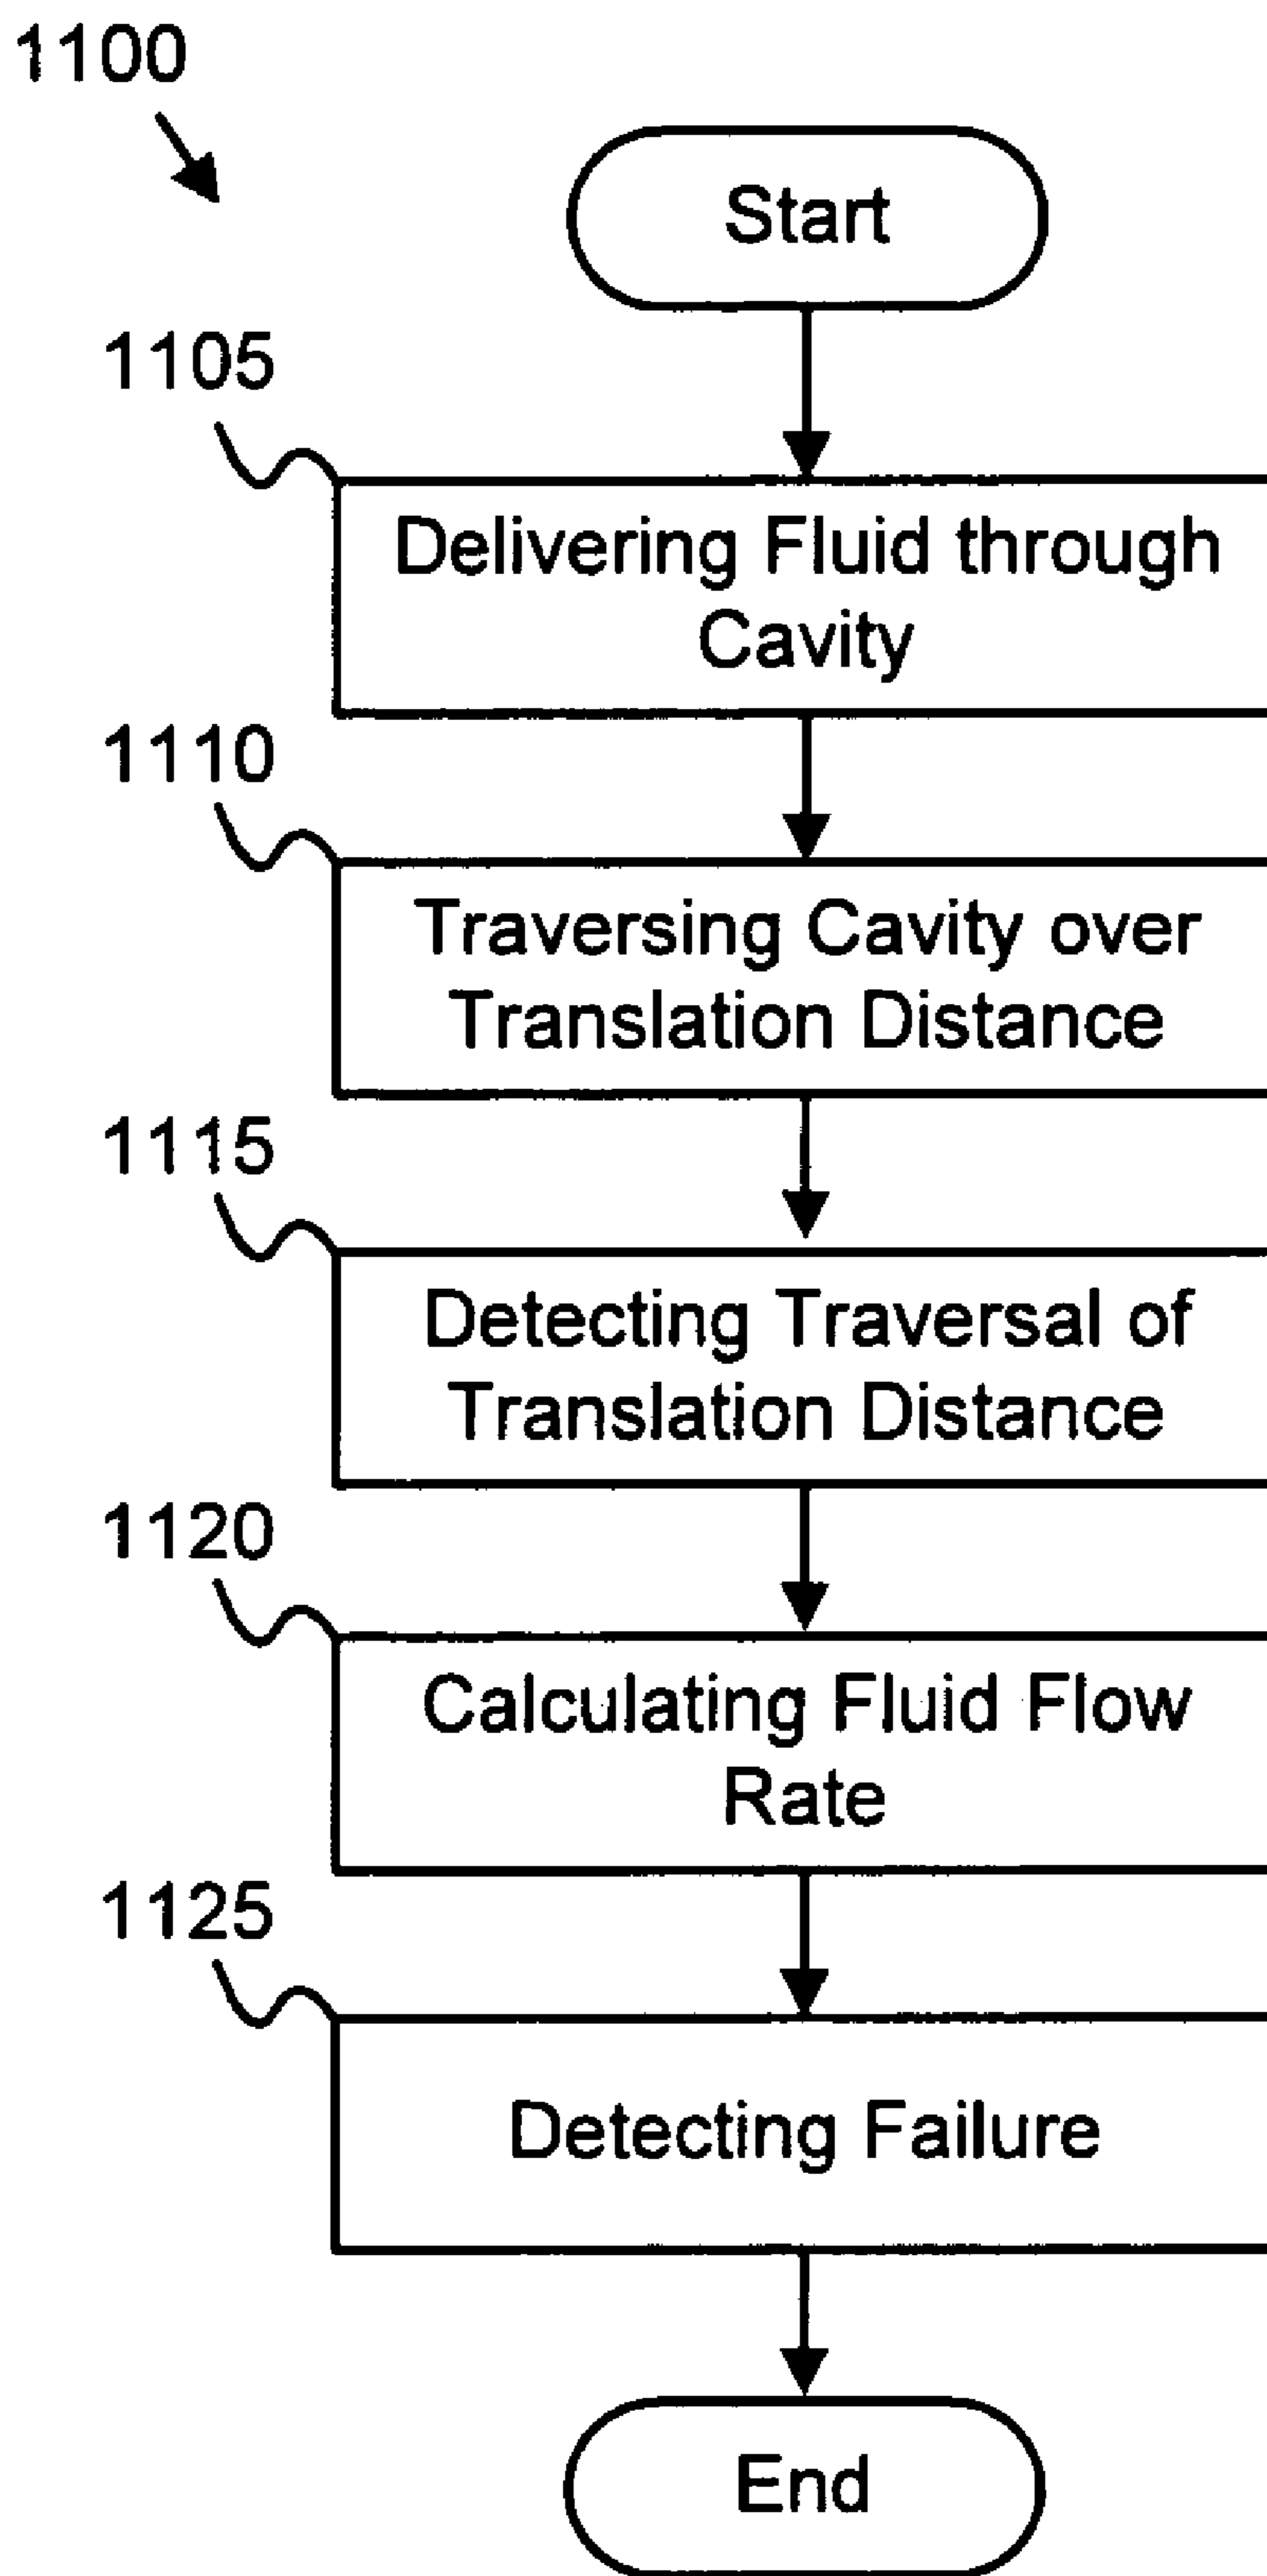 1100
Start
1105
Delivering Fluid through
Cavity
1110
Traversing Cavity over
Translation Distance
1115
Detecting Traversal of
Translation Distance
1120
Calculating Fluid Flow
Rate
1125
Detecting Failure
End